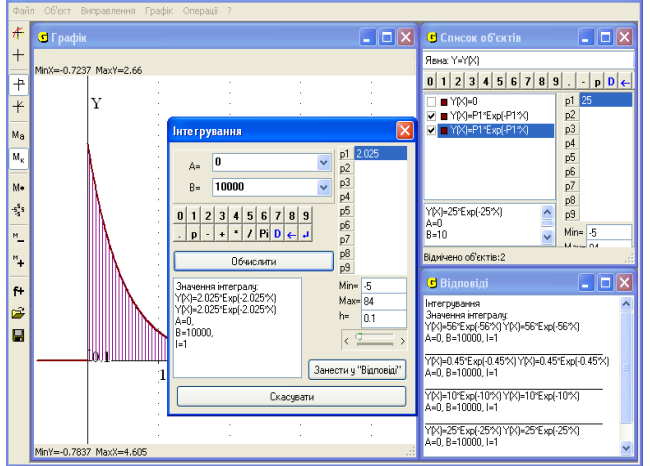 Файл Об'єкт Виправлення Графік Операції ?
Графік
MinX=-0.7237 MaxY=2.66
Y
0.1
1
MinY=-0.7837 MaxX=4.605
Ma
Мк
Інтегрування
A= 0
B= 10000
0 1 2 3 4 5 6 7 8 9
. p - + * / Pi D ← ↲
Обчислити
Значення інтегралу:
Y(X)=2.025*Exp(-2.025*X)
Y(X)=2.025*Exp(-2.025*X)
A=0,
B=10000,
I=1
p1 2.025
p2
p3
p4
p5
p6
p7
p8
p9
Min= -5
Max= 84
h= 0.1
Занести у "Відповіді"
Скасувати
Список об'єктів
Явна: Y=Y(X)
0 1 2 3 4 5 6 7 8 9 . - p D ←
Y(X)=0
Y(X)=P1*Exp(-P1*X)
Y(X)=P1*Exp(-P1*X)
p1 25
p2
p3
p4
p5
p6
p7
p8
p9
Y(X)=25*Exp(-25*X)
A=0
B=10
Min= -5
Відмічено об'єктів:2
Відповіді
Інтегрування
Значення інтегралу:
Y(X)=56*Exp(-56*X) Y(X)=56*Exp(-56*X)
A=0, B=10000, I=1
Y(X)=0.45*Exp(-0.45*X) Y(X)=0.45*Exp(-0.45*X)
A=0, B=10000, I=1
Y(X)=10*Exp(-10*X) Y(X)=10*Exp(-10*X)
A=0, B=10000, I=1
Y(X)=25*Exp(-25*X) Y(X)=25*Exp(-25*X)
A=0, B=10000, I=1